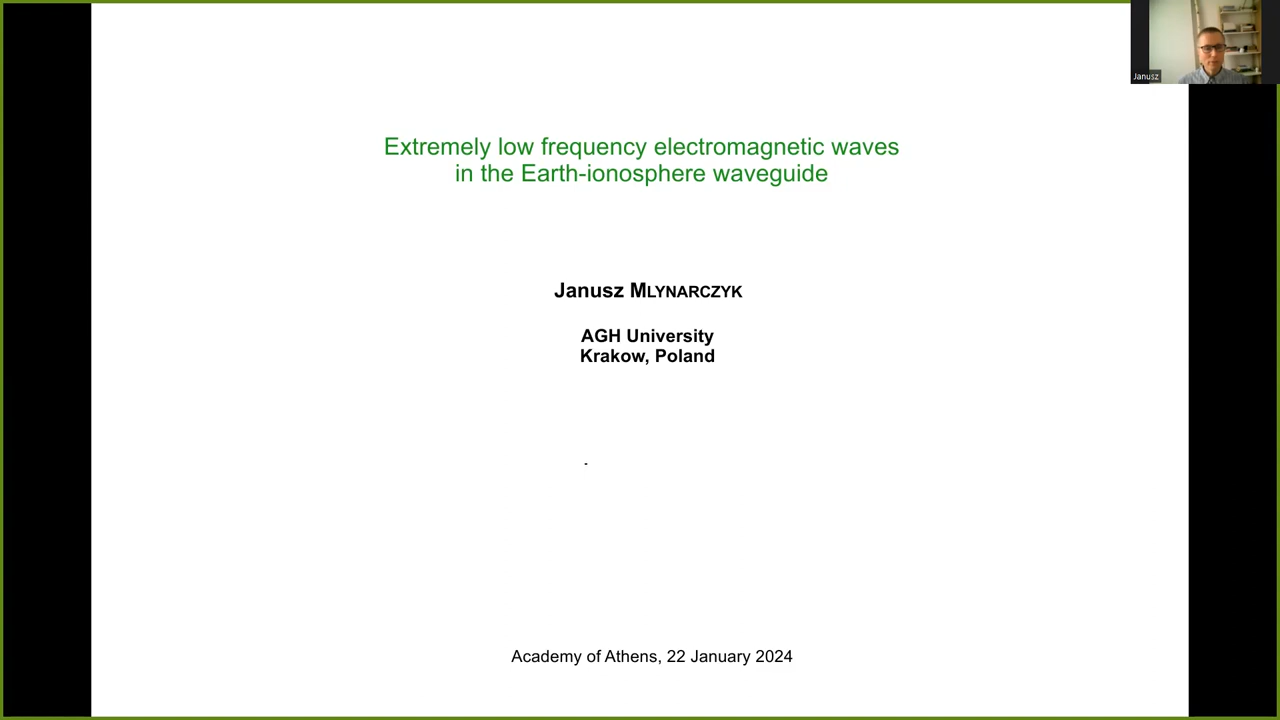 Extremely low frequency electromagnetic waves
in the Earth-ionosphere waveguide
Janusz MLYNARCZYK
AGH University
Krakow, Poland
Academy of Athens, 22 January 2024
Janusz